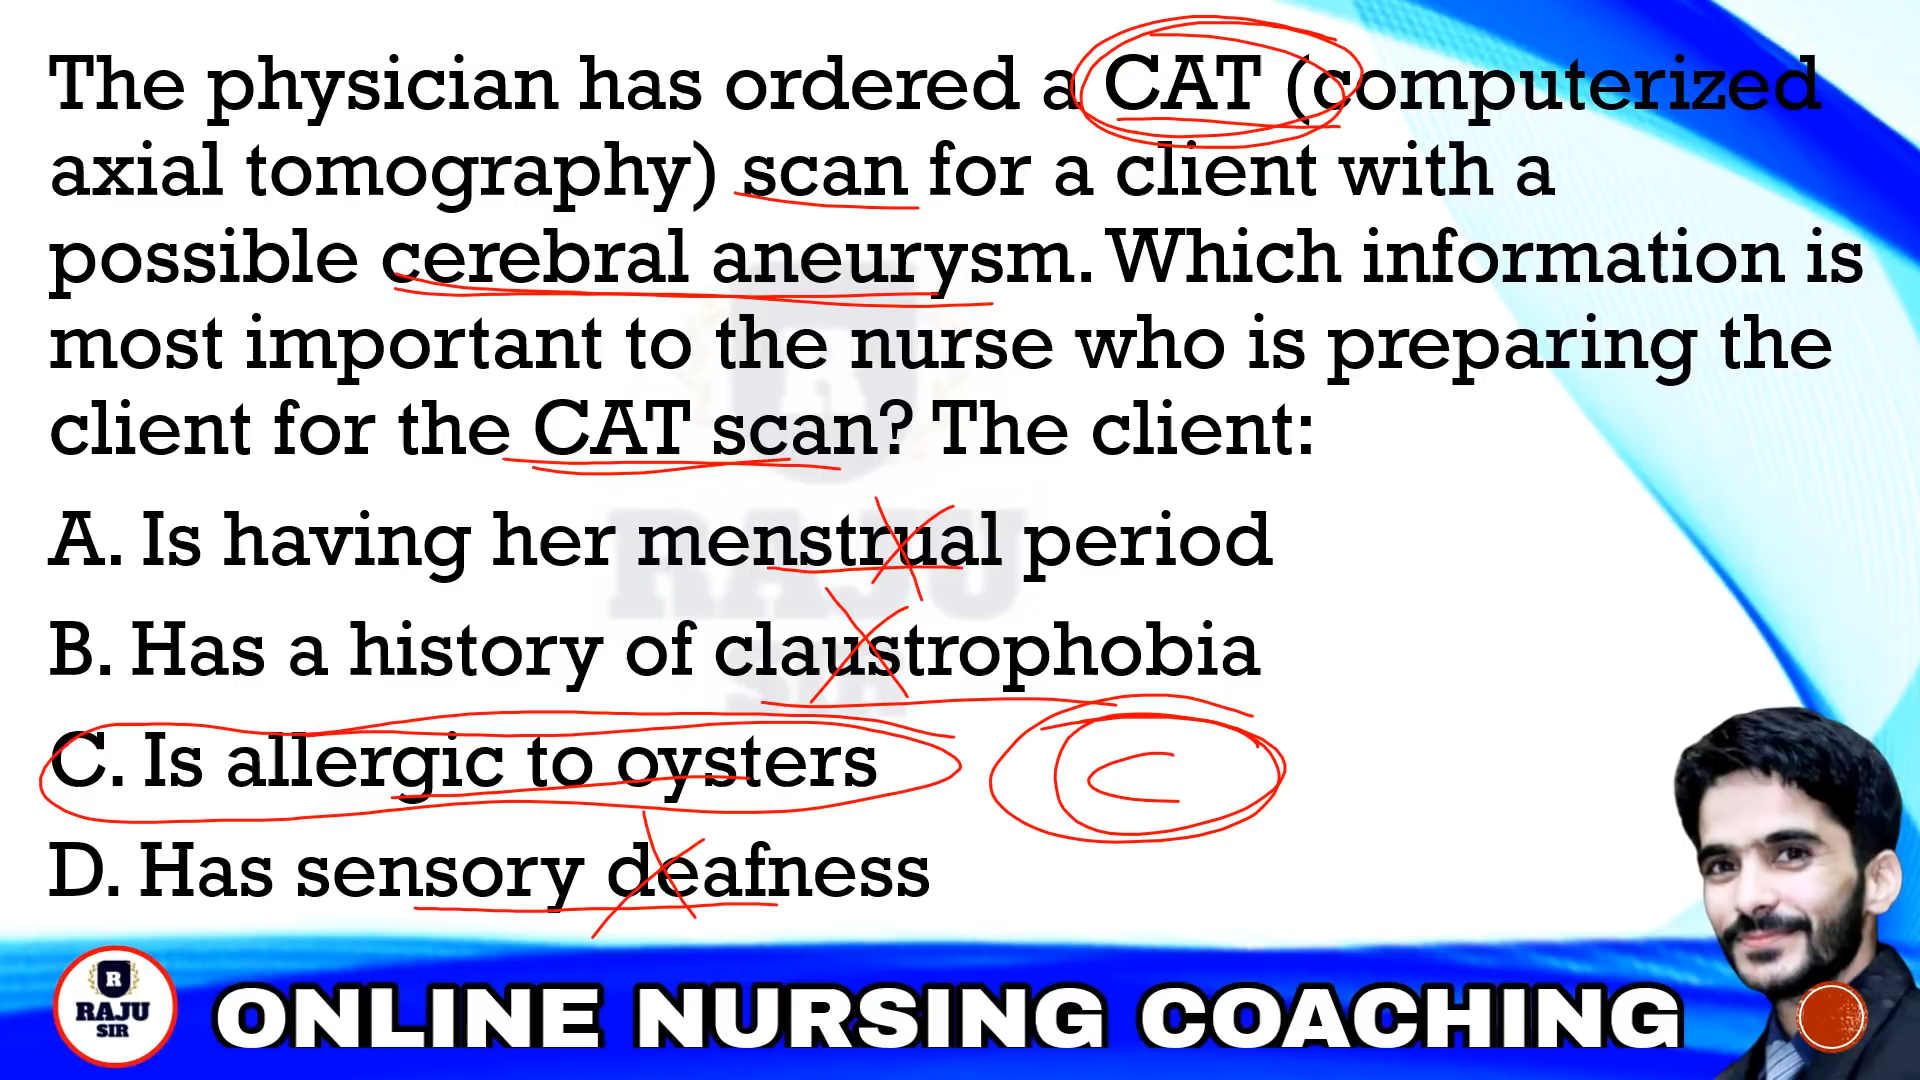 The physician has ordered a CAT (computerized
axial tomography) scan for a client with a
possible cerebral aneurysm. Which information is
most important to the nurse who is preparing the
client for the CAT scan? The client:
A. Is having her menstrual period
B. Has a history of claustrophobia
C. Is allergic to oysters
C
D. Has sensory deafness
RAJU
SIR
R
RAJU
SIR
ONLINE NURSING COACHING